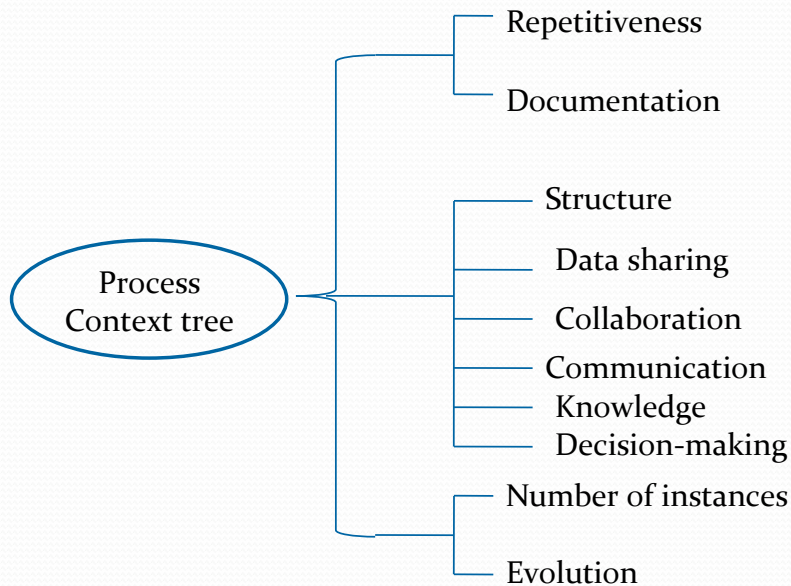 Repetitiveness
Documentation
Structure
Data sharing
Process
Context tree
Collaboration
Communication
Knowledge
Decision-making
Number of instances
Evolution